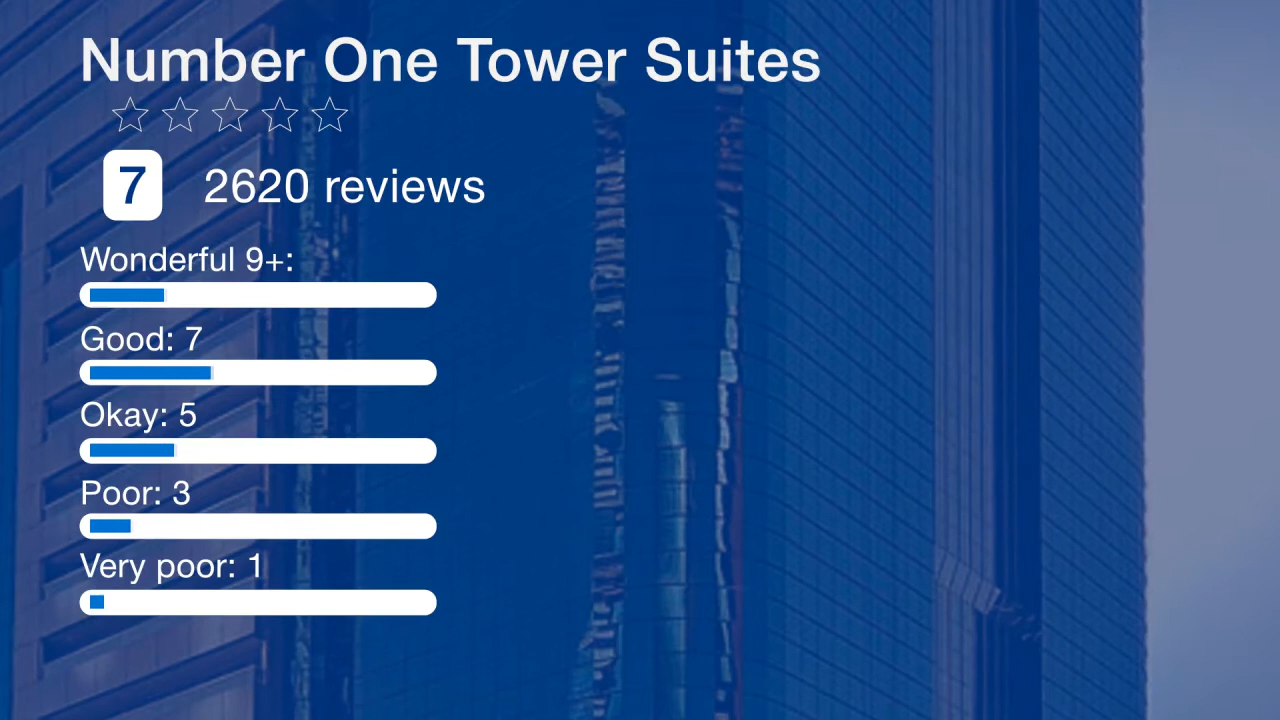 Number One Tower Suites
7 2620 reviews
Wonderful 9+:
Good: 7
Okay: 5
Poor: 3
Very poor: 1